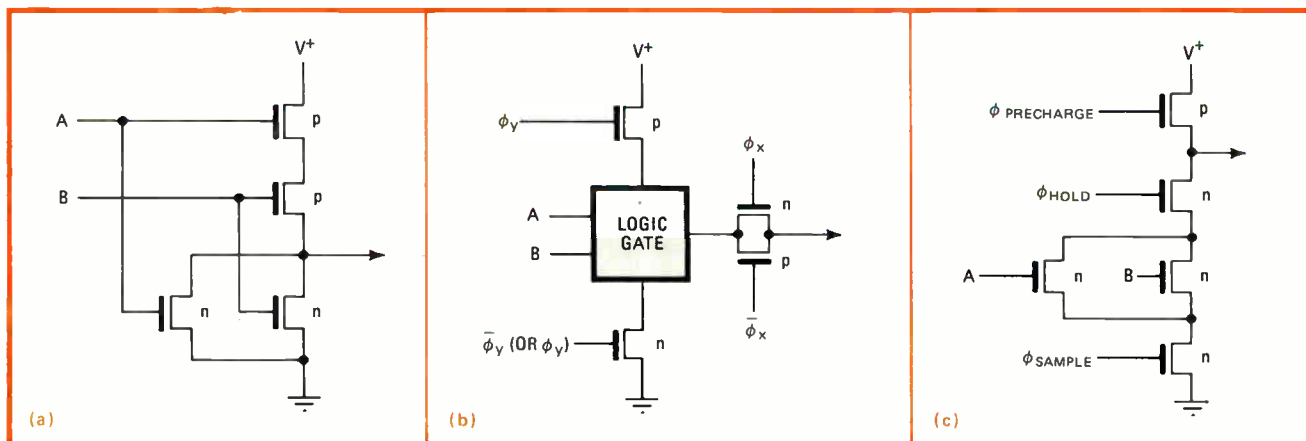 V+
A
p
B
p
n
n
(a)
V+
ϕy
p
ϕx
n
A
LOGIC
GATE
B
p
ϕ̅x
ϕ̅y (OR ϕy)
n
(b)
V+
ϕ PRECHARGE
p
ϕHOLD
n
A
n
B
n
ϕSAMPLE
n
(c)